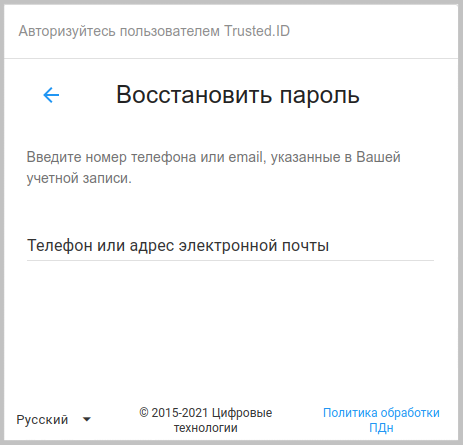 Авторизуйтесь пользователем Trusted.ID
Восстановить пароль
Введите номер телефона или email, указанные в Вашей
учетной записи.
Телефон или адрес электронной почты
Русский
© 2015-2021 Цифровые
технологии
Политика обработки
ПДн